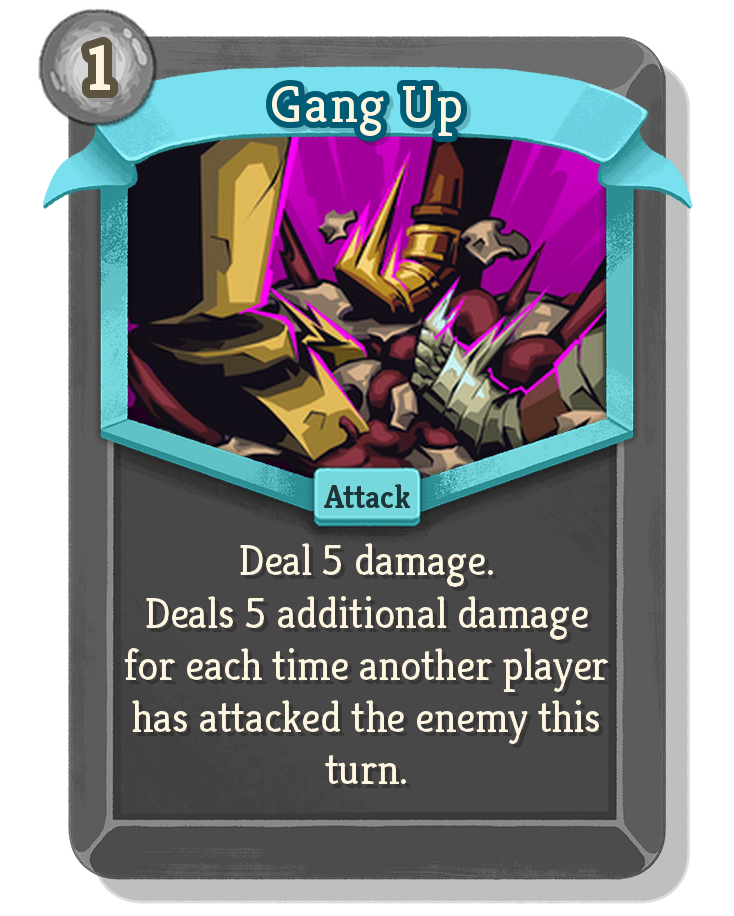 1
Gang Up
Attack
Deal 5 damage.
Deals 5 additional damage
for each time another player
has attacked the enemy this
turn.